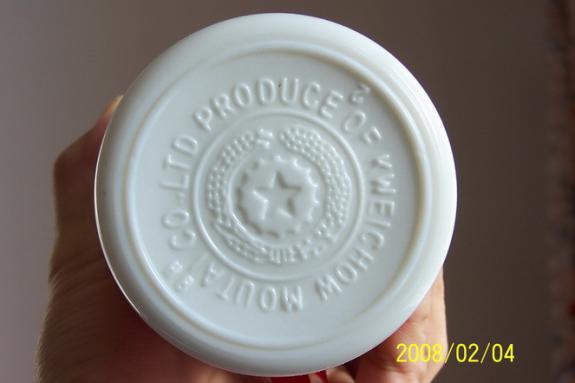 PRODUCE OF KWEICHOW MOUTAI CO.LTD
2008/02/04